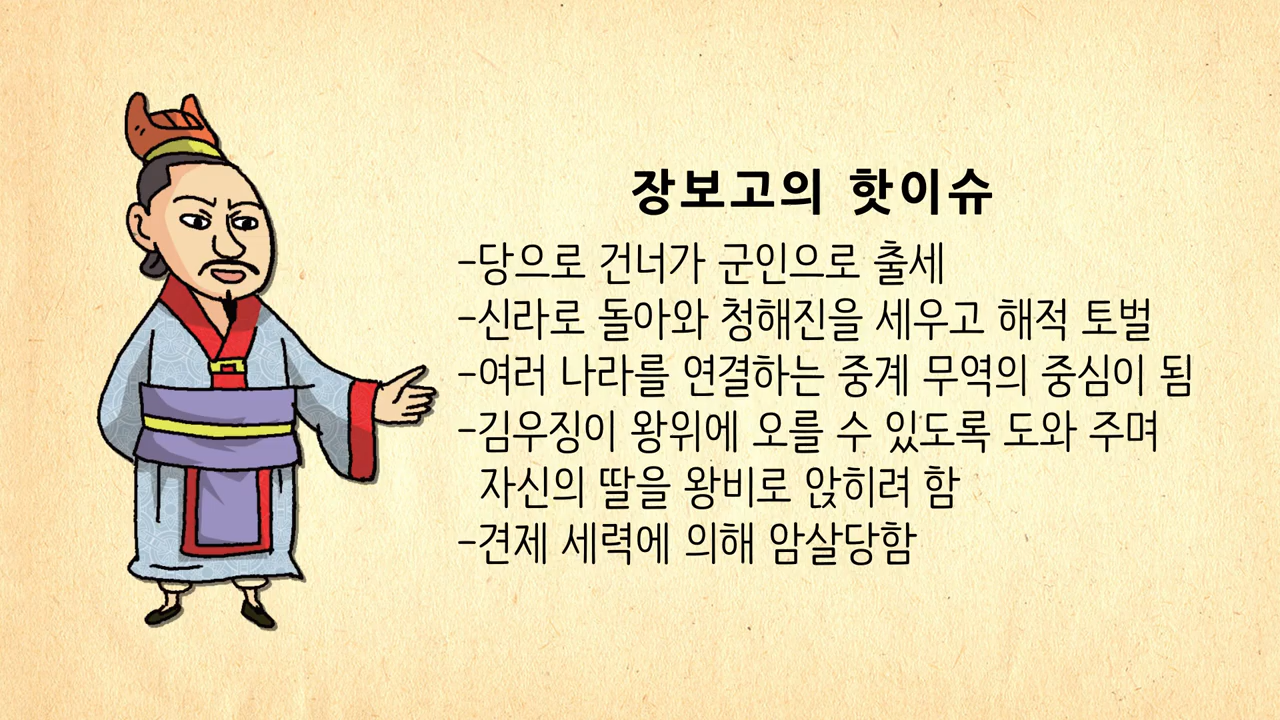 장보고의 핫이슈
-당으로 건너가 군인으로 출세
-신라로 돌아와 청해진을 세우고 해적 토벌
-여러 나라를 연결하는 중계 무역의 중심이 됨
-김우징이 왕위에 오를 수 있도록 도와 주며
자신의 딸을 왕비로 앉히려 함
-견제 세력에 의해 암살당함